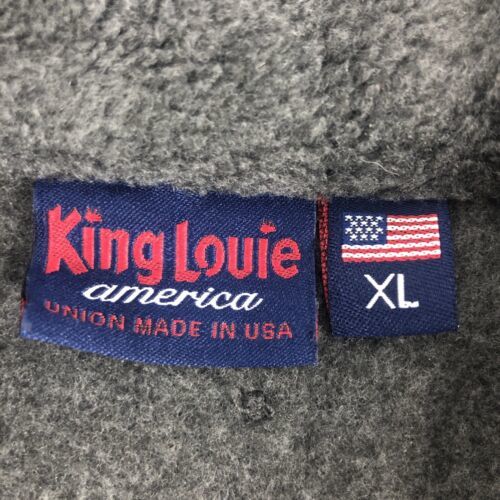 King Louie
america
UNION MADE IN USA
XL